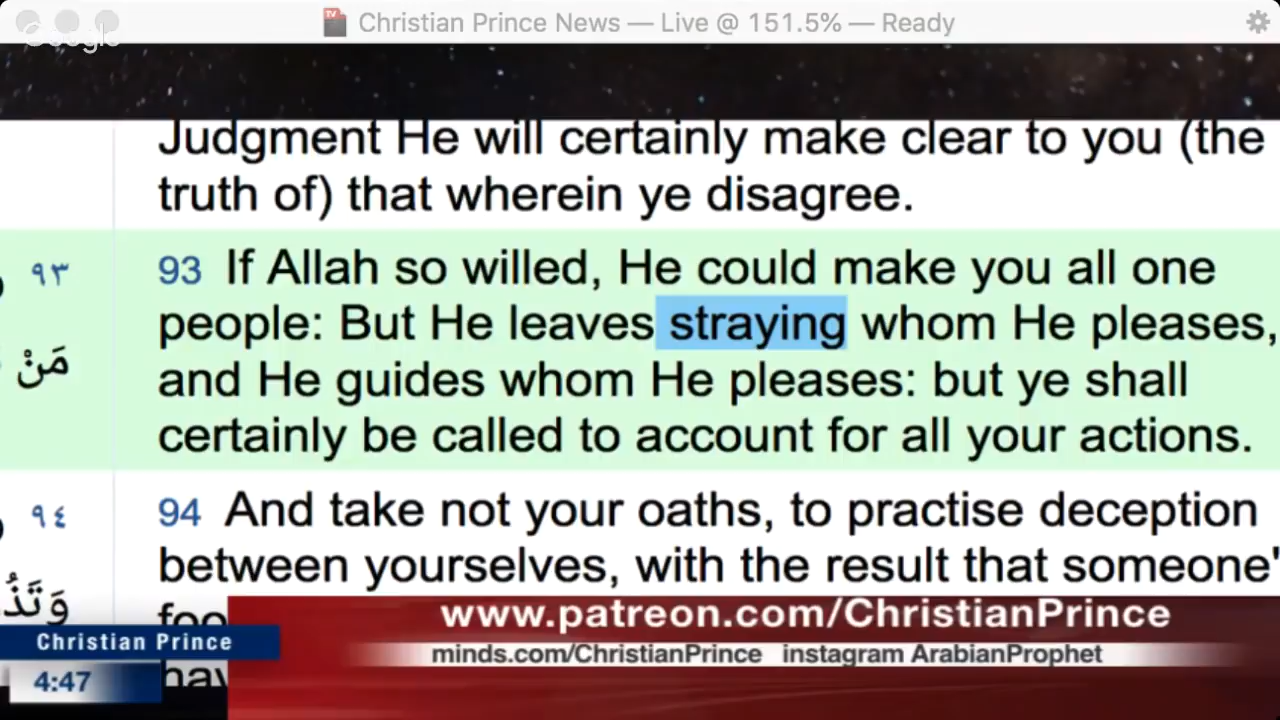 Christian Prince News — Live @ 151.5% — Ready
Google
Judgment He will certainly make clear to you (the
truth of) that wherein ye disagree.
٩٣
93 If Allah so willed, He could make you all one
people: But He leaves straying whom He pleases,
مَنْ
and He guides whom He pleases: but ye shall
certainly be called to account for all your actions.
٩٤
94 And take not your oaths, to practise deception
between yourselves, with the result that someone'
foo
www.patreon.com/ChristianPrince
Christian Prince
minds.com/ChristianPrince instagram ArabianProphet
4:47